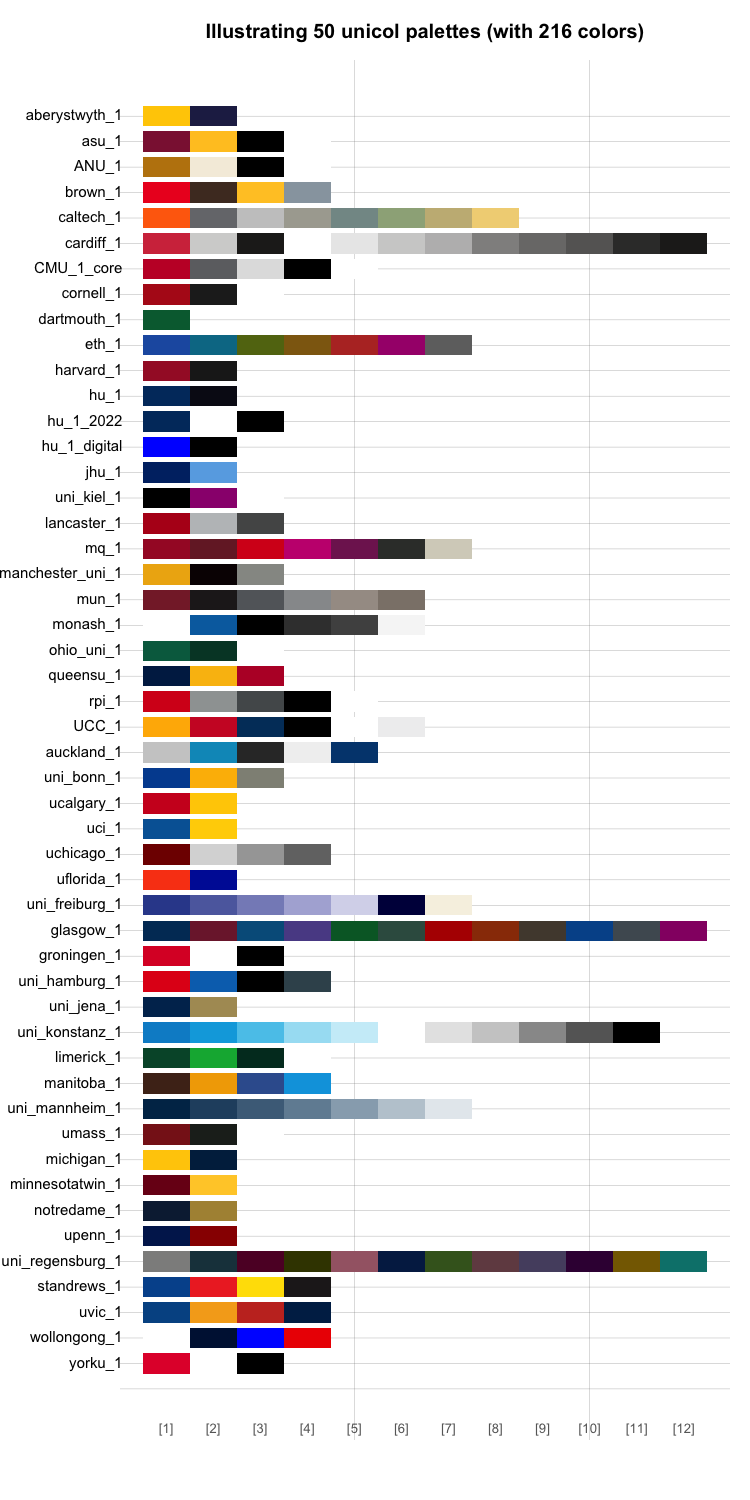 Illustrating 50 unicol palettes (with 216 colors)
aberystwyth_1
asu_1
ANU_1
brown_1
caltech_1
cardiff_1
CMU_1_core
cornell_1
dartmouth_1
eth_1
harvard_1
hu_1
hu_1_2022
hu_1_digital
jhu_1
uni_kiel_1
lancaster_1
mq_1
manchester_uni_1
mun_1
monash_1
ohio_uni_1
queensu_1
rpi_1
UCC_1
auckland_1
uni_bonn_1
ucalgary_1
uci_1
uchicago_1
uflorida_1
uni_freiburg_1
glasgow_1
groningen_1
uni_hamburg_1
uni_jena_1
uni_konstanz_1
limerick_1
manitoba_1
uni_mannheim_1
umass_1
michigan_1
minnesotatwin_1
notredame_1
upenn_1
uni_regensburg_1
standrews_1
uvic_1
wollongong_1
yorku_1
[1] [2] [3] [4] [5] [6] [7] [8] [9] [10] [11] [12]